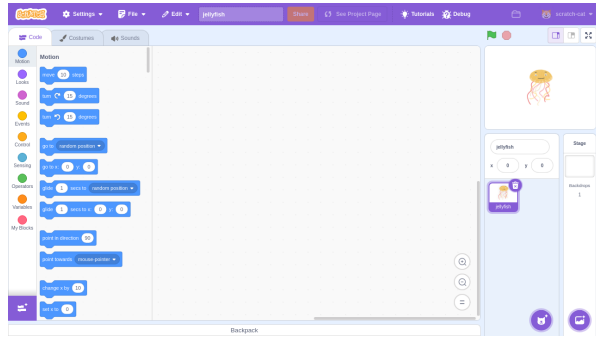 SCRATCH Settings File Edit jellyfish Share See Project Page Tutorials Debug scratch-cat
Code Costumes Sounds
Motion
Looks
Sound
Events
Control
Sensing
Operators
Variables
My Blocks
Motion
move 10 steps
turn 15 degrees
turn 15 degrees
go to random position
go to x: 0 y: 0
glide 1 secs to random position
glide 1 secs to x: 0 y: 0
point in direction 90
point towards mouse-pointer
change x by 10
set x to 0
Backpack
jellyfish
x 0 y 0
jellyfish
Stage
Backdrops
1